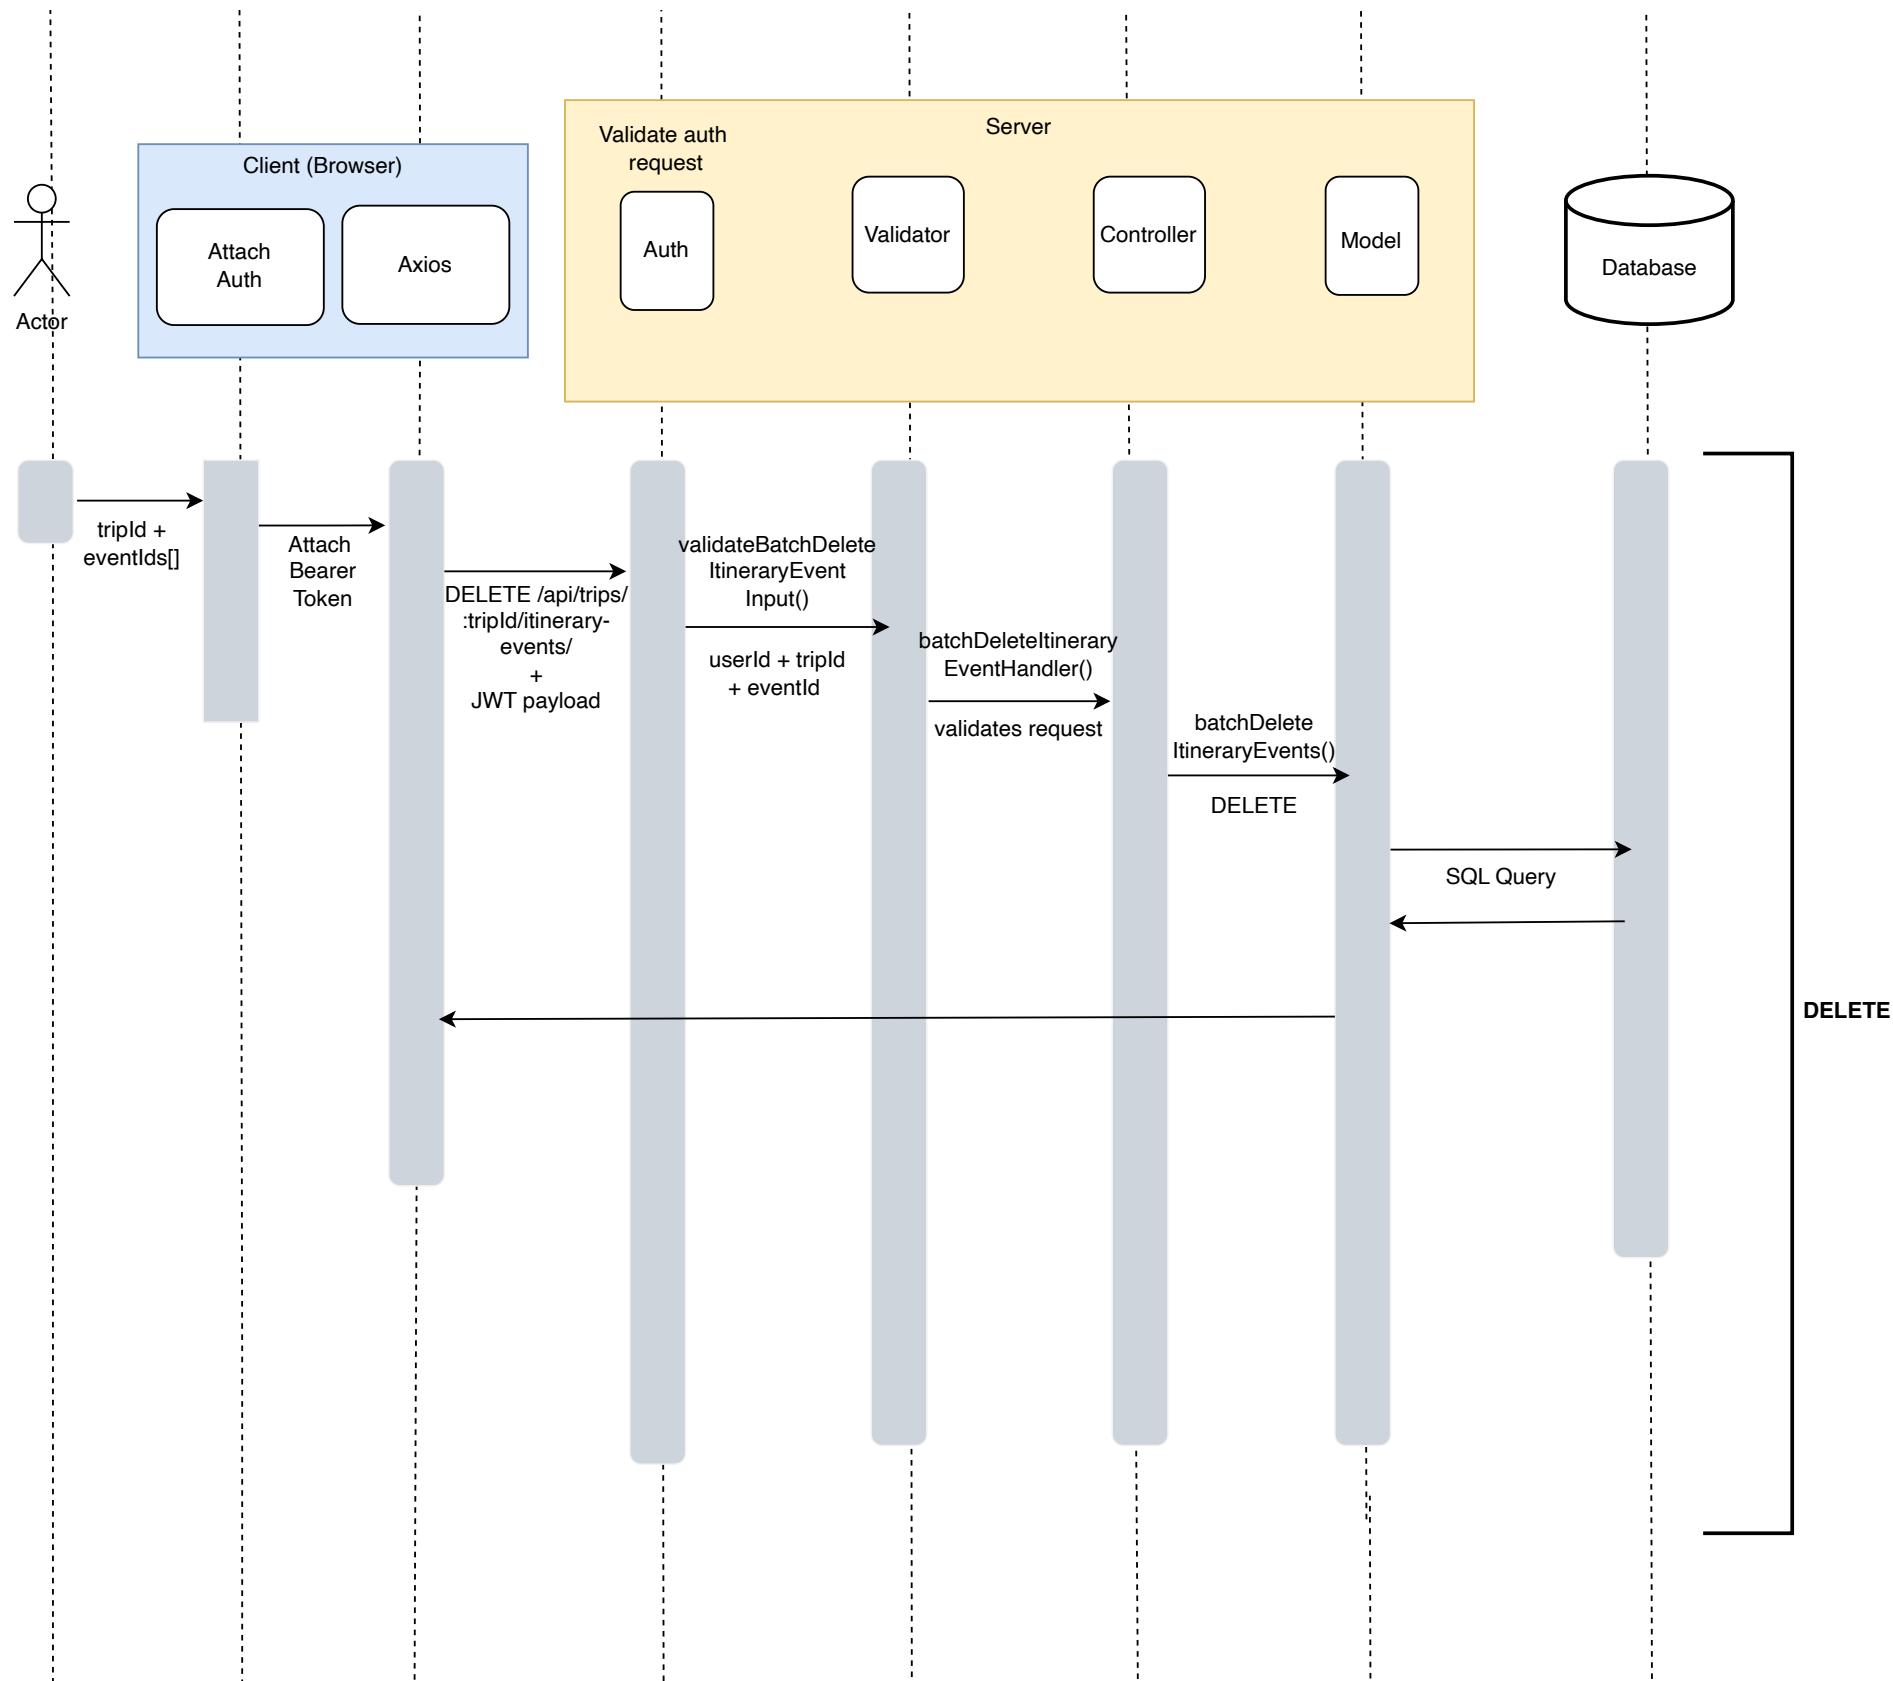 Validate auth
request
Server
Client (Browser)
Attach
Auth
Axios
Auth
Validator
Controller
Model
Database
Actor
tripId +
eventIds[]
Attach
Bearer
Token
DELETE /api/trips/
:tripId/itinerary-
events/
+
JWT payload
validateBatchDelete
ItineraryEvent
Input()
userId + tripId
+ eventId
batchDeleteItinerary
EventHandler()
validates request
batchDelete
ItineraryEvents()
DELETE
SQL Query
DELETE